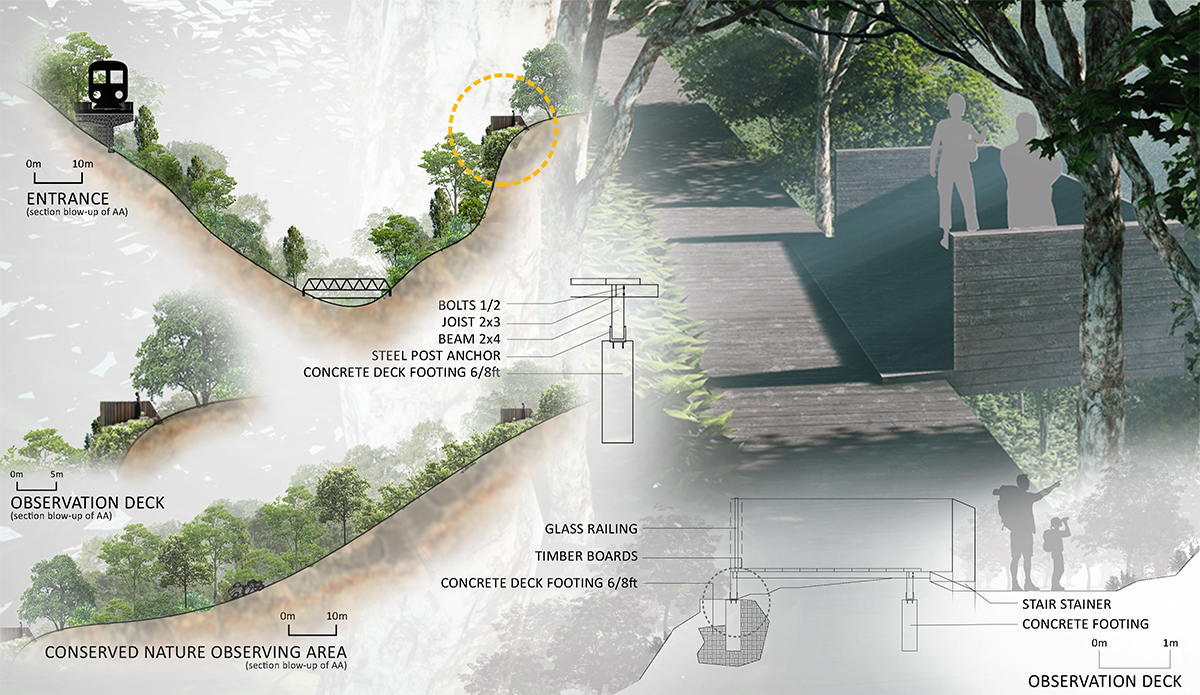 0m 10m
ENTRANCE
(section blow-up of AA)
BOLTS 1/2
JOIST 2x3
BEAM 2x4
STEEL POST ANCHOR
CONCRETE DECK FOOTING 6/8ft
0m 5m
OBSERVATION DECK
(section blow-up of AA)
0m 10m
CONSERVED NATURE OBSERVING AREA
(section blow-up of AA)
GLASS RAILING
TIMBER BOARDS
CONCRETE DECK FOOTING 6/8ft
STAIR STAINER
CONCRETE FOOTING
0m 1m
OBSERVATION DECK